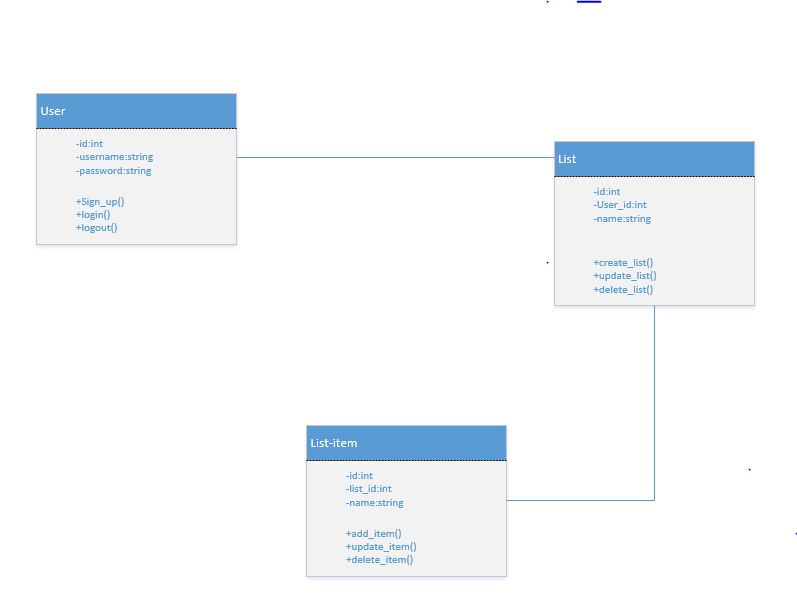 User
-id:int
-username:string
-password:string
+Sign_up()
+login()
+logout()
List
-id:int
-User_id:int
-name:string
+create_list()
+update_list()
+delete_list()
List-item
-id:int
-list_id:int
-name:string
+add_item()
+update_item()
+delete_item()